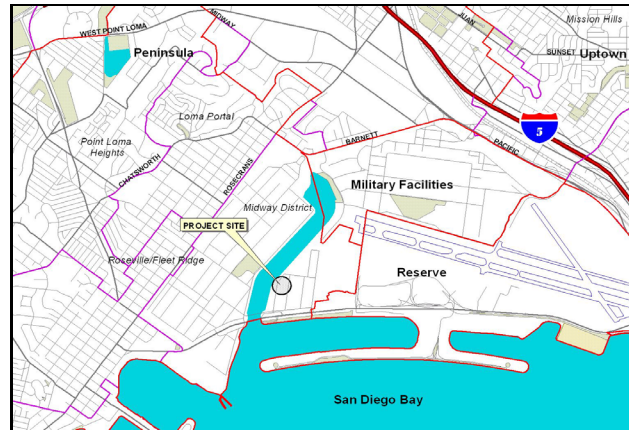 WEST POINT LOMA
MIDWAY
JUAN
Mission Hills
Peninsula
SUNSET
Uptown
Loma Portal
5
Point Loma
Heights
BARNETT
PACIFIC
CHATSWORTH
ROSECRANS
Military Facilities
Midway District
PROJECT SITE
Roseville/Fleet Ridge
Reserve
San Diego Bay